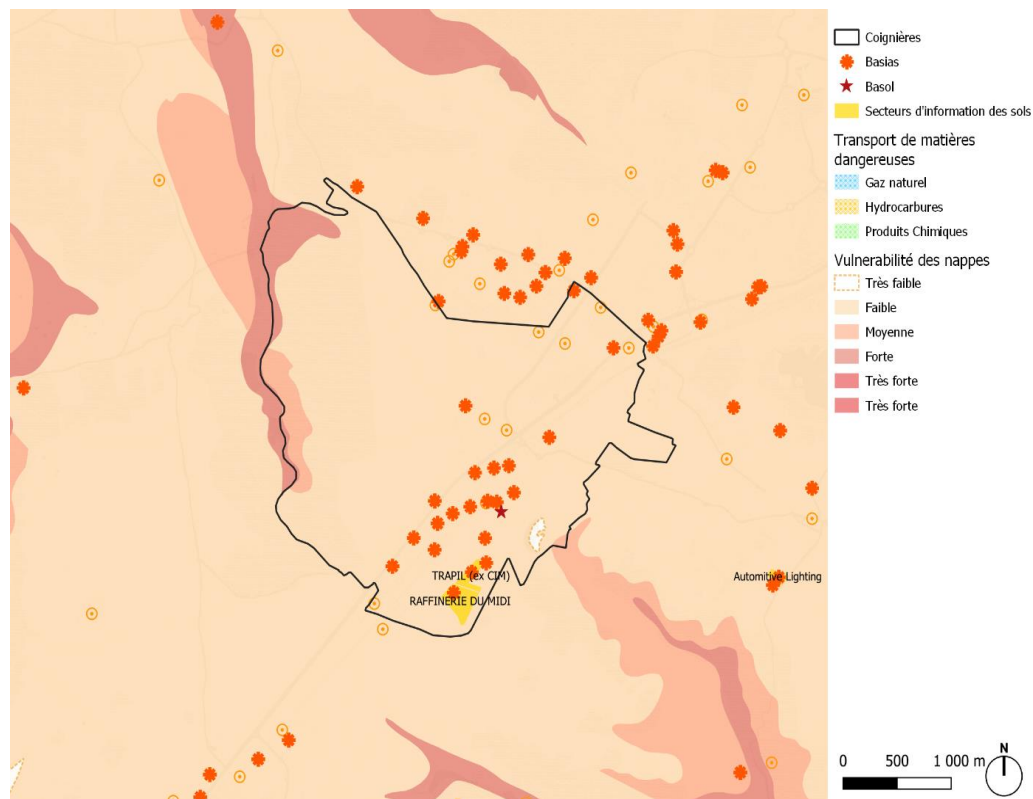 Coignières
Basias
Basol
Secteurs d'information des sols
Transport de matières
dangereuses
Gaz naturel
Hydrocarbures
Produits Chimiques
Vulnerabilité des nappes
Très faible
Faible
Moyenne
Forte
Très forte
Très forte
TRAPIL (ex CIM)
RAFFINERIE DU MIDI
Automitive Lighting
0 500 1 000 m
N